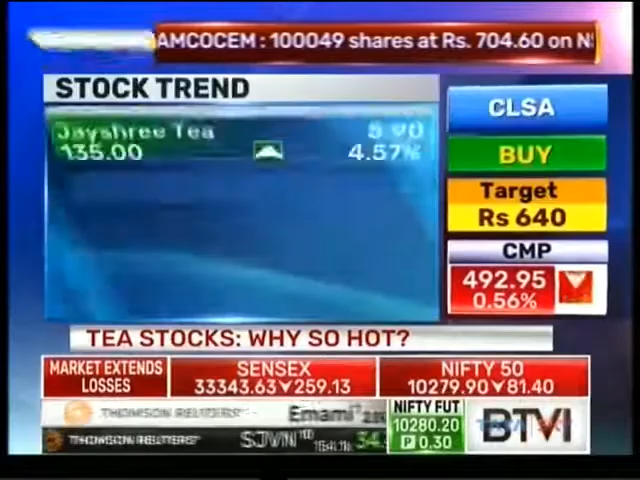 AMCOCEM : 100049 shares at Rs. 704.60 on NS
STOCK TREND
Jayshree Tea 5.90
135.00 4.57%
CLSA
BUY
Target
Rs 640
CMP
492.95
0.56%
TEA STOCKS: WHY SO HOT?
MARKET EXTENDS
LOSSES
SENSEX
33343.63▼259.13
NIFTY 50
10279.90▼81.40
THOMSON REUTERS
Emami
THOMSON REUTERS
SJVN
NIFTY FUT
10280.20
P 0.30
BTVI